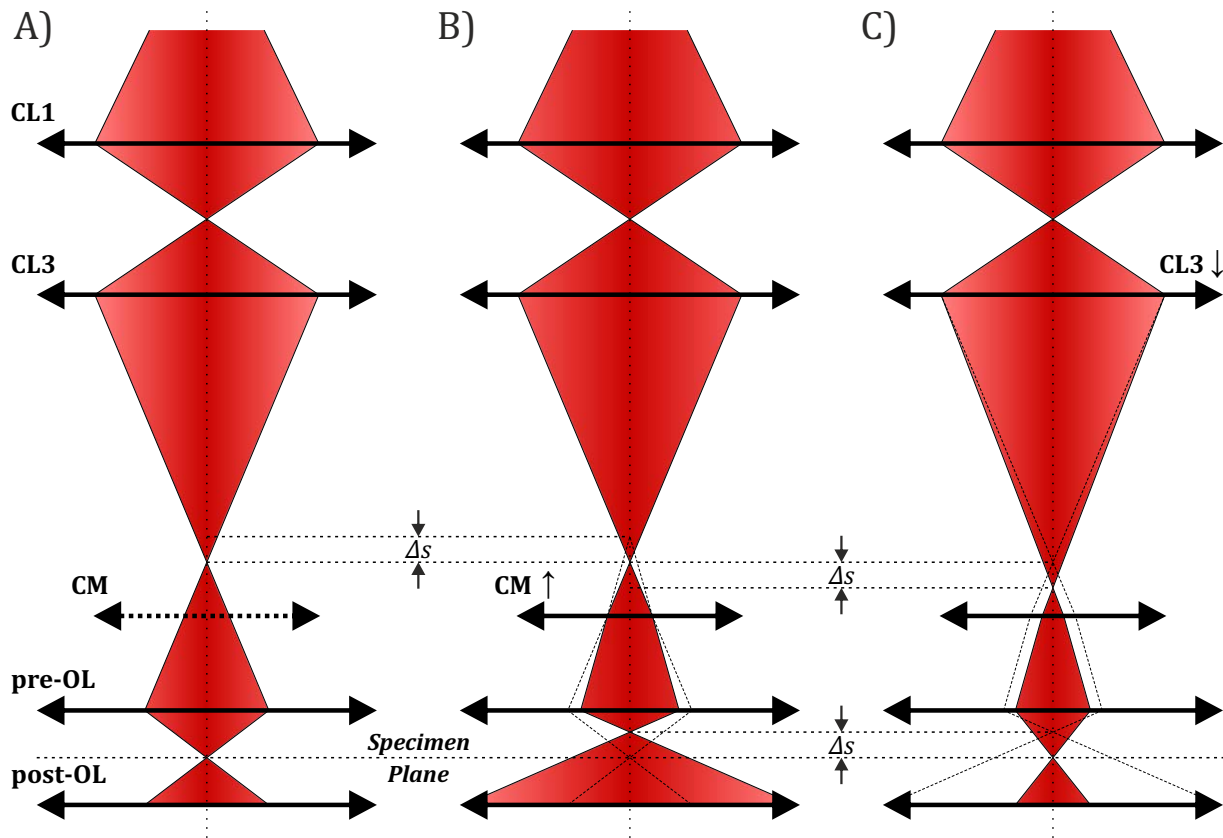 A)
B)
C)
CL1
CL3
CL3 ↓
Δs
Δs
CM
CM ↑
pre-OL
Specimen
Plane
Δs
post-OL